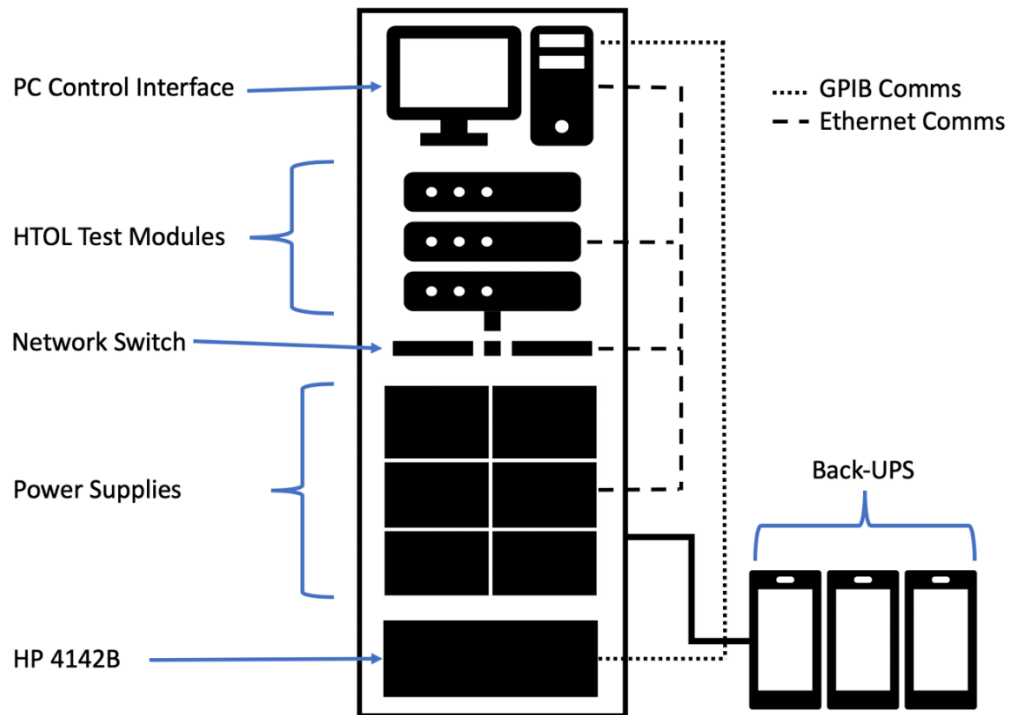 PC Control Interface
GPIB Comms
Ethernet Comms
HTOL Test Modules
Network Switch
Power Supplies
Back-UPS
HP 4142B